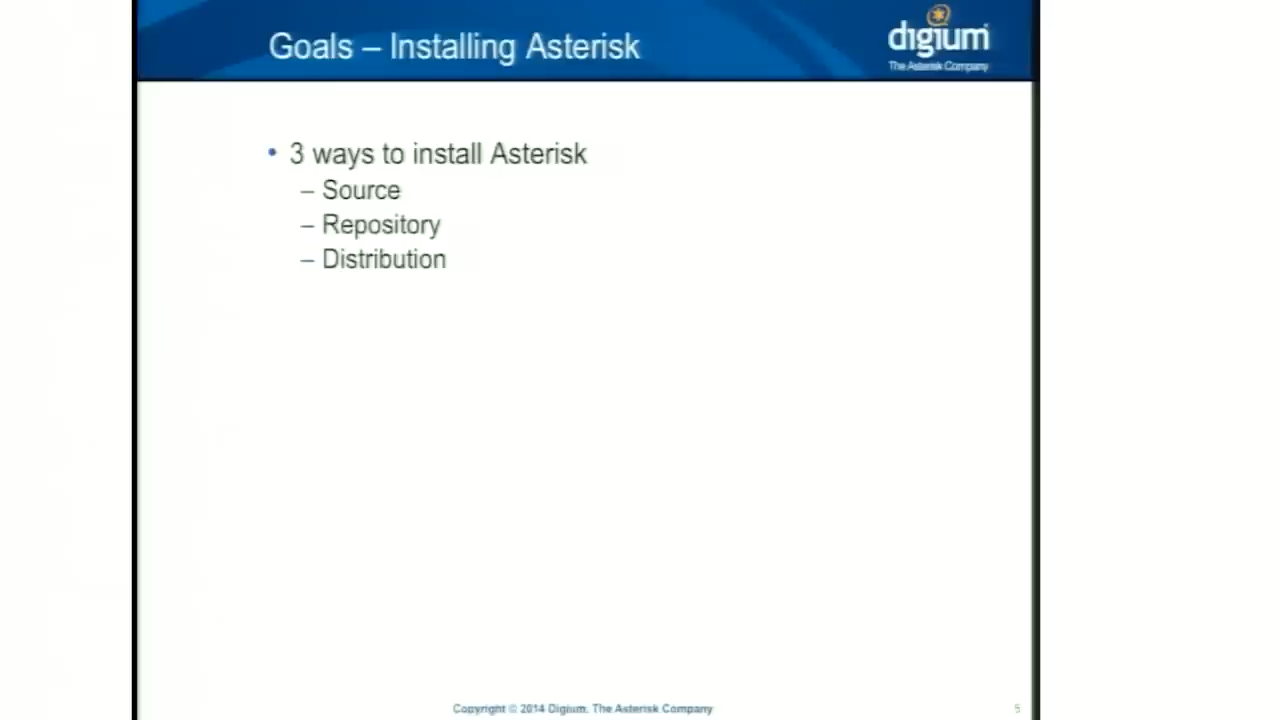 Goals – Installing Asterisk
digium
The Asterisk Company
• 3 ways to install Asterisk
– Source
– Repository
– Distribution
Copyright © 2014 Digium. The Asterisk Company
5